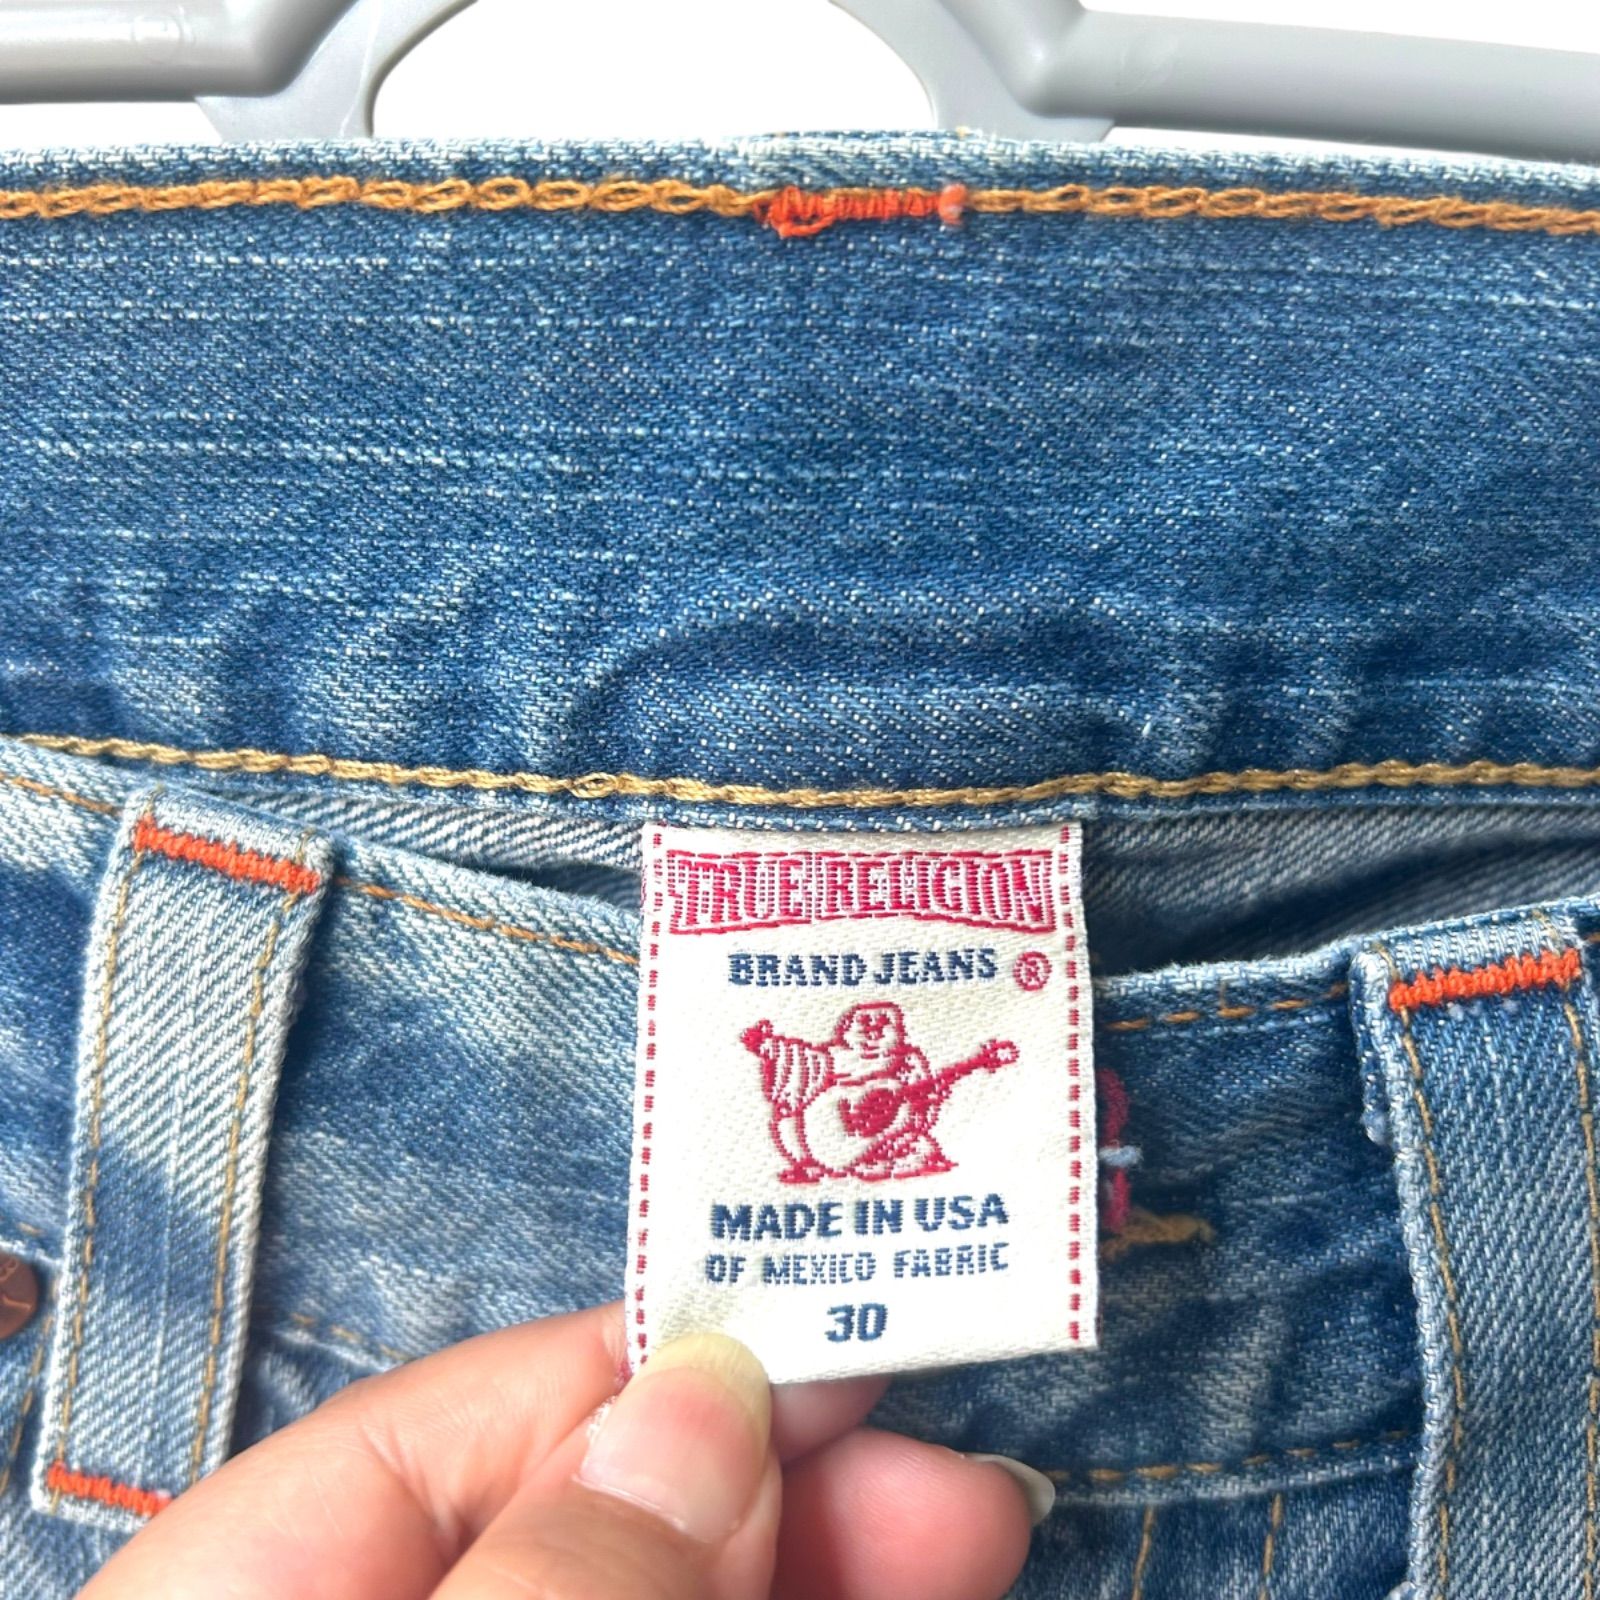 TRUE RELIGION
BRAND JEANS ®
MADE IN USA
OF MEXICO FABRIC
30